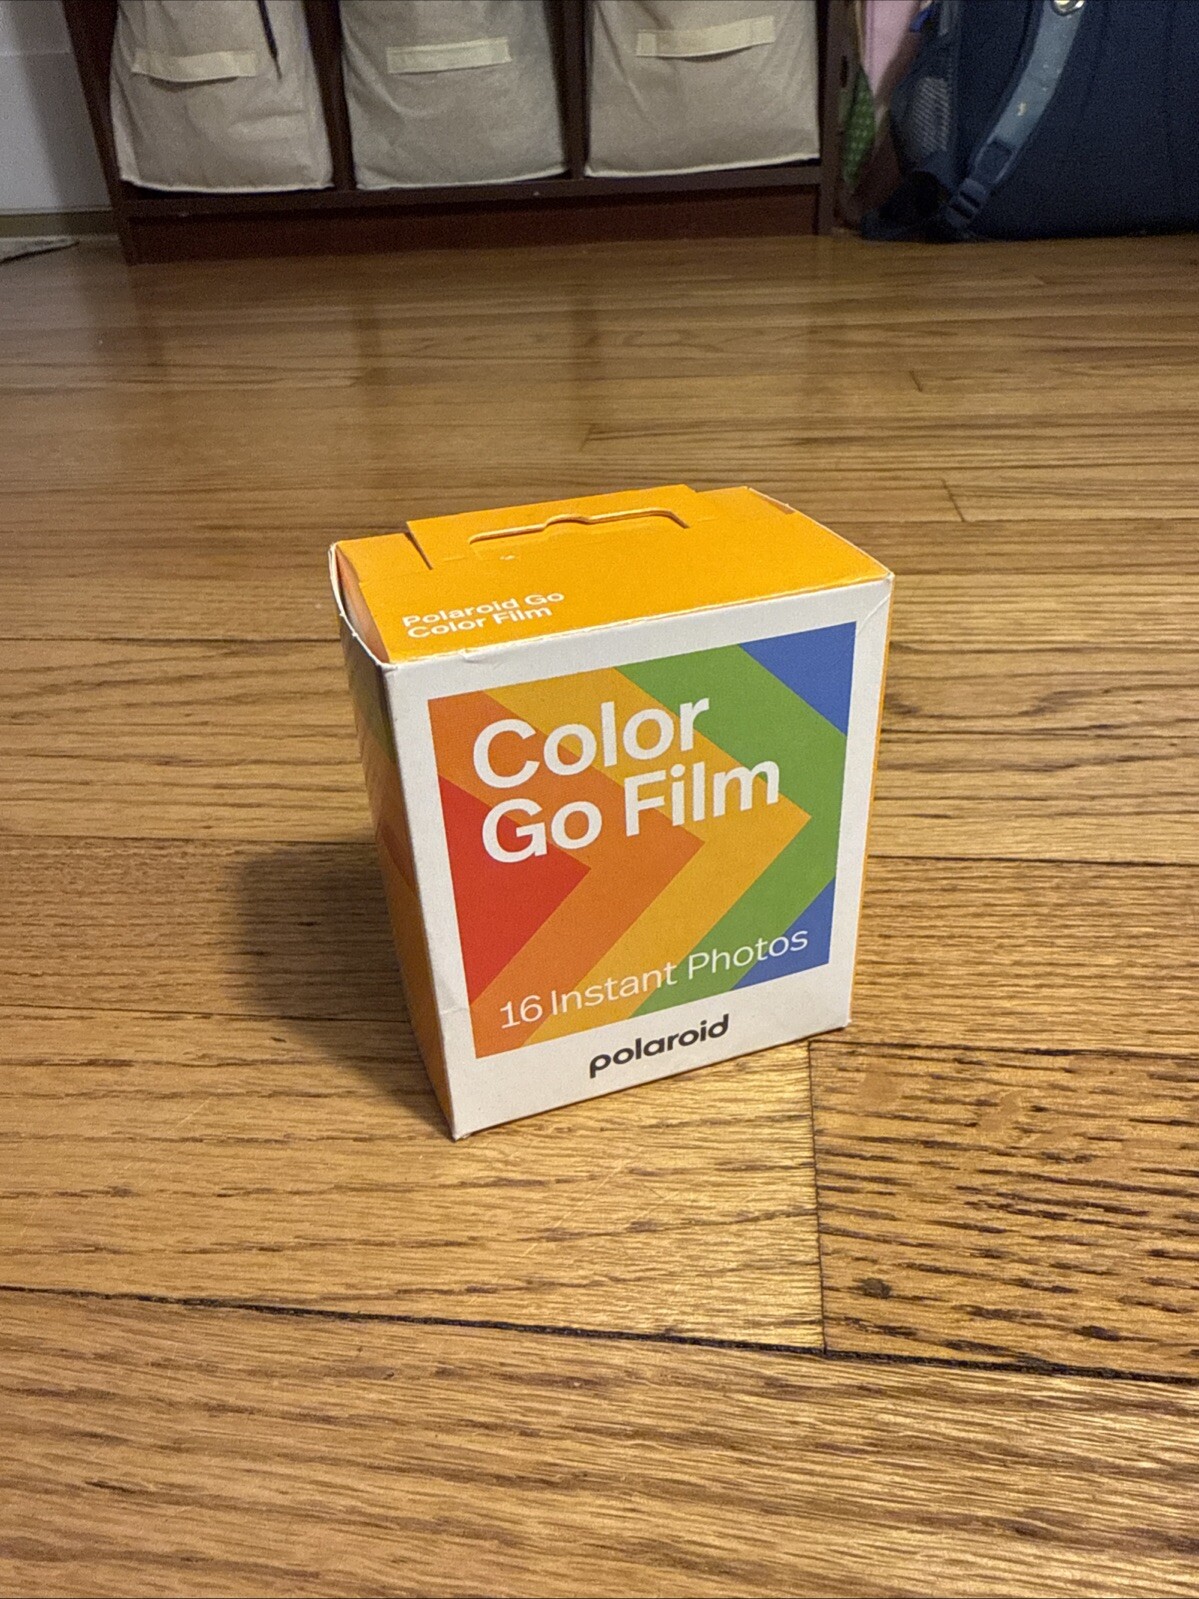 Polaroid Go
Color Film
Color
Go Film
16 Instant Photos
polaroid